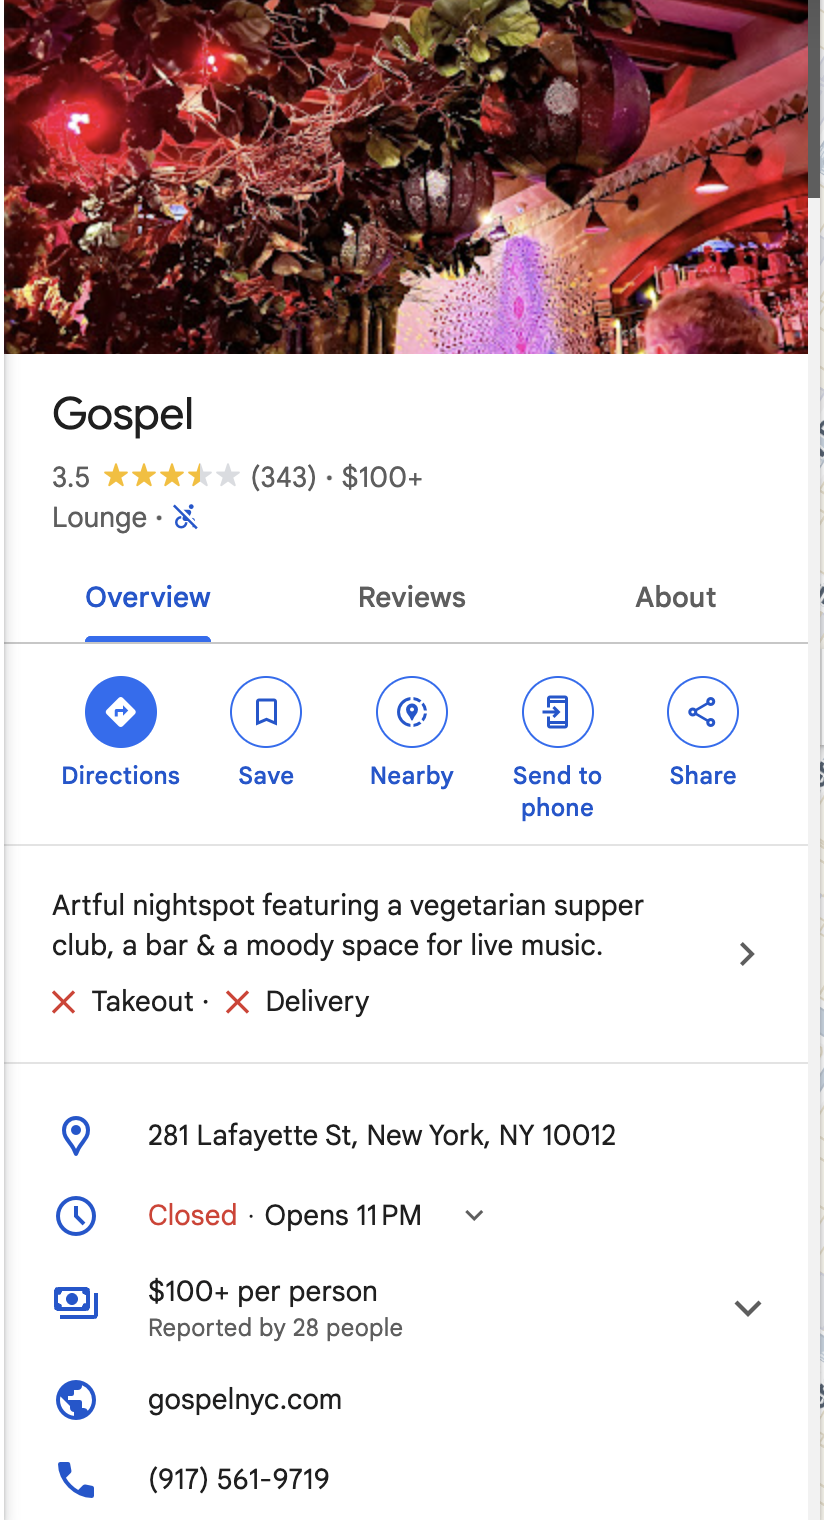 Gospel
3.5 (343) · $100+
Lounge ·
Overview Reviews About
Directions Save Nearby Send to phone Share
Artful nightspot featuring a vegetarian supper
club, a bar & a moody space for live music.
Takeout · Delivery
281 Lafayette St, New York, NY 10012
Closed · Opens 11 PM
$100+ per person
Reported by 28 people
gospelnyc.com
(917) 561-9719